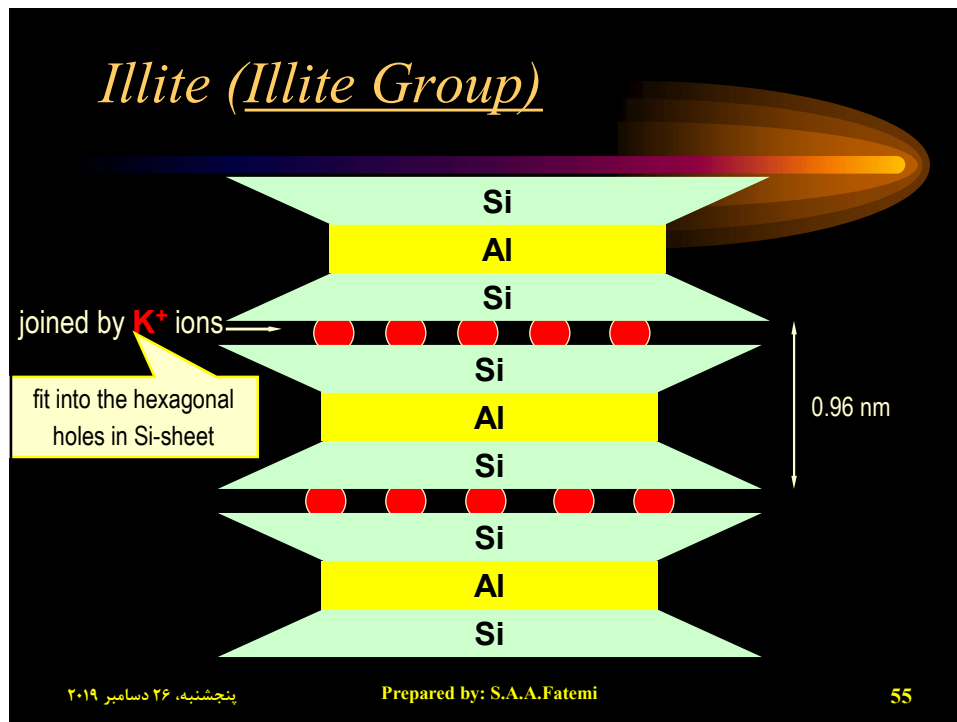 Illite (Illite Group)
Si
Al
Si
joined by K+ ions
Si
fit into the hexagonal
holes in Si-sheet
Al
0.96 nm
Si
Si
Al
Si
پنجشنبه، ۲۶ دسامبر ۲۰۱۹
Prepared by: S.A.A.Fatemi
55